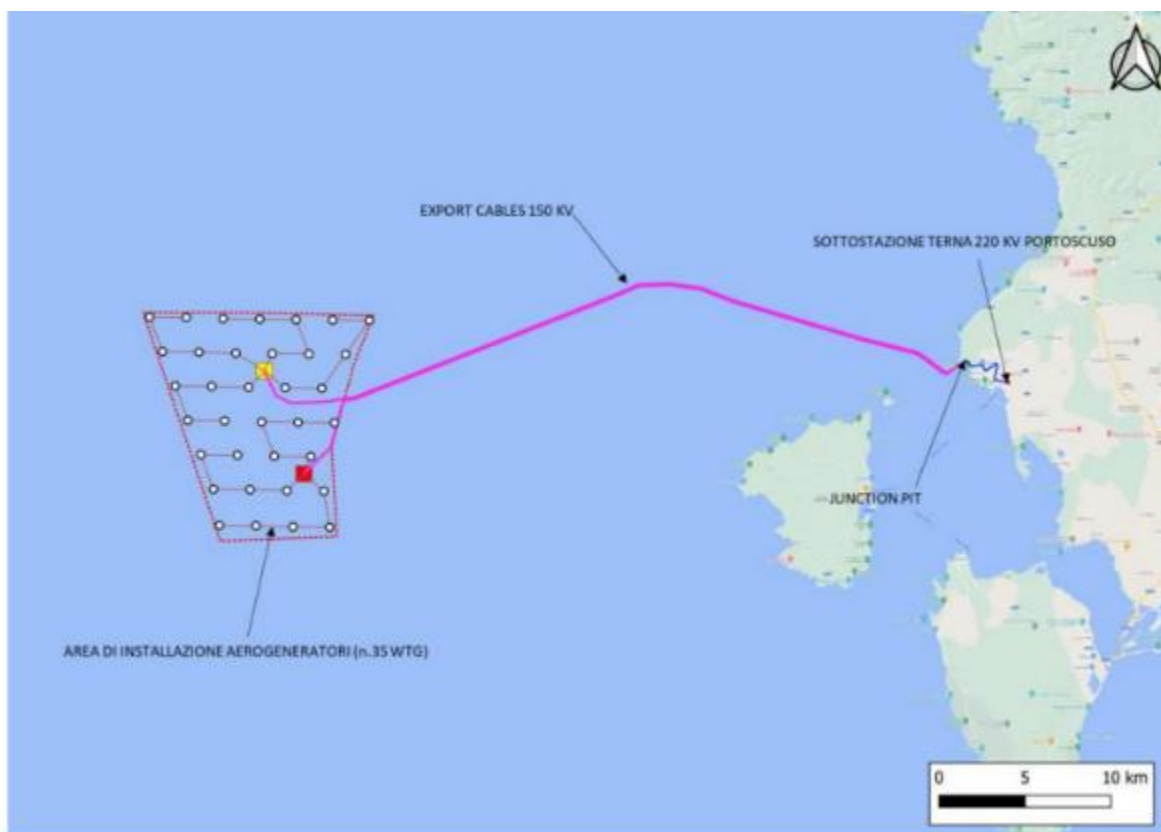 EXPORT CABLES 150 KV
SOTTOSTAZIONE TERNA 220 KV PORTOSCUSO
JUNCTION PIT
AREA DI INSTALLAZIONE AEROGENERATORI (n.35 WTG)
0 5 10 km